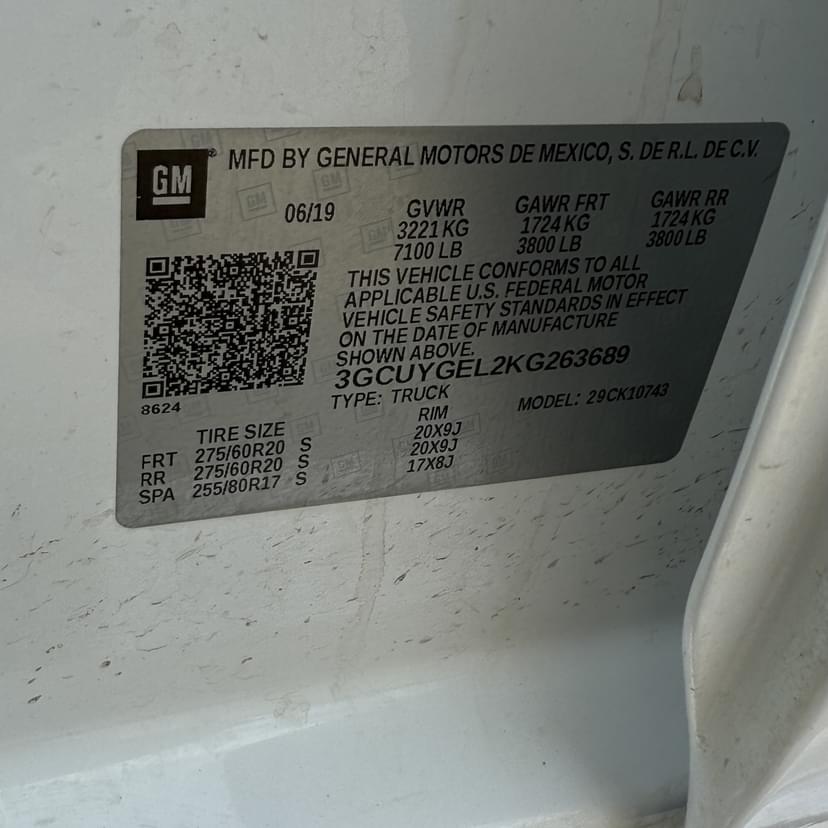 GM® MFD BY GENERAL MOTORS DE MEXICO, S. DE R.L. DE C.V.
06/19 GVWR GAWR FRT GAWR RR
3221 KG 1724 KG 1724 KG
7100 LB 3800 LB 3800 LB
THIS VEHICLE CONFORMS TO ALL
APPLICABLE U.S. FEDERAL MOTOR
VEHICLE SAFETY STANDARDS IN EFFECT
ON THE DATE OF MANUFACTURE
SHOWN ABOVE.
3GCUYGEL2KG263689
8624 TYPE: TRUCK MODEL: 29CK10743
TIRE SIZE RIM
FRT 275/60R20 S 20X9J
RR 275/60R20 S 20X9J
SPA 255/80R17 S 17X8J